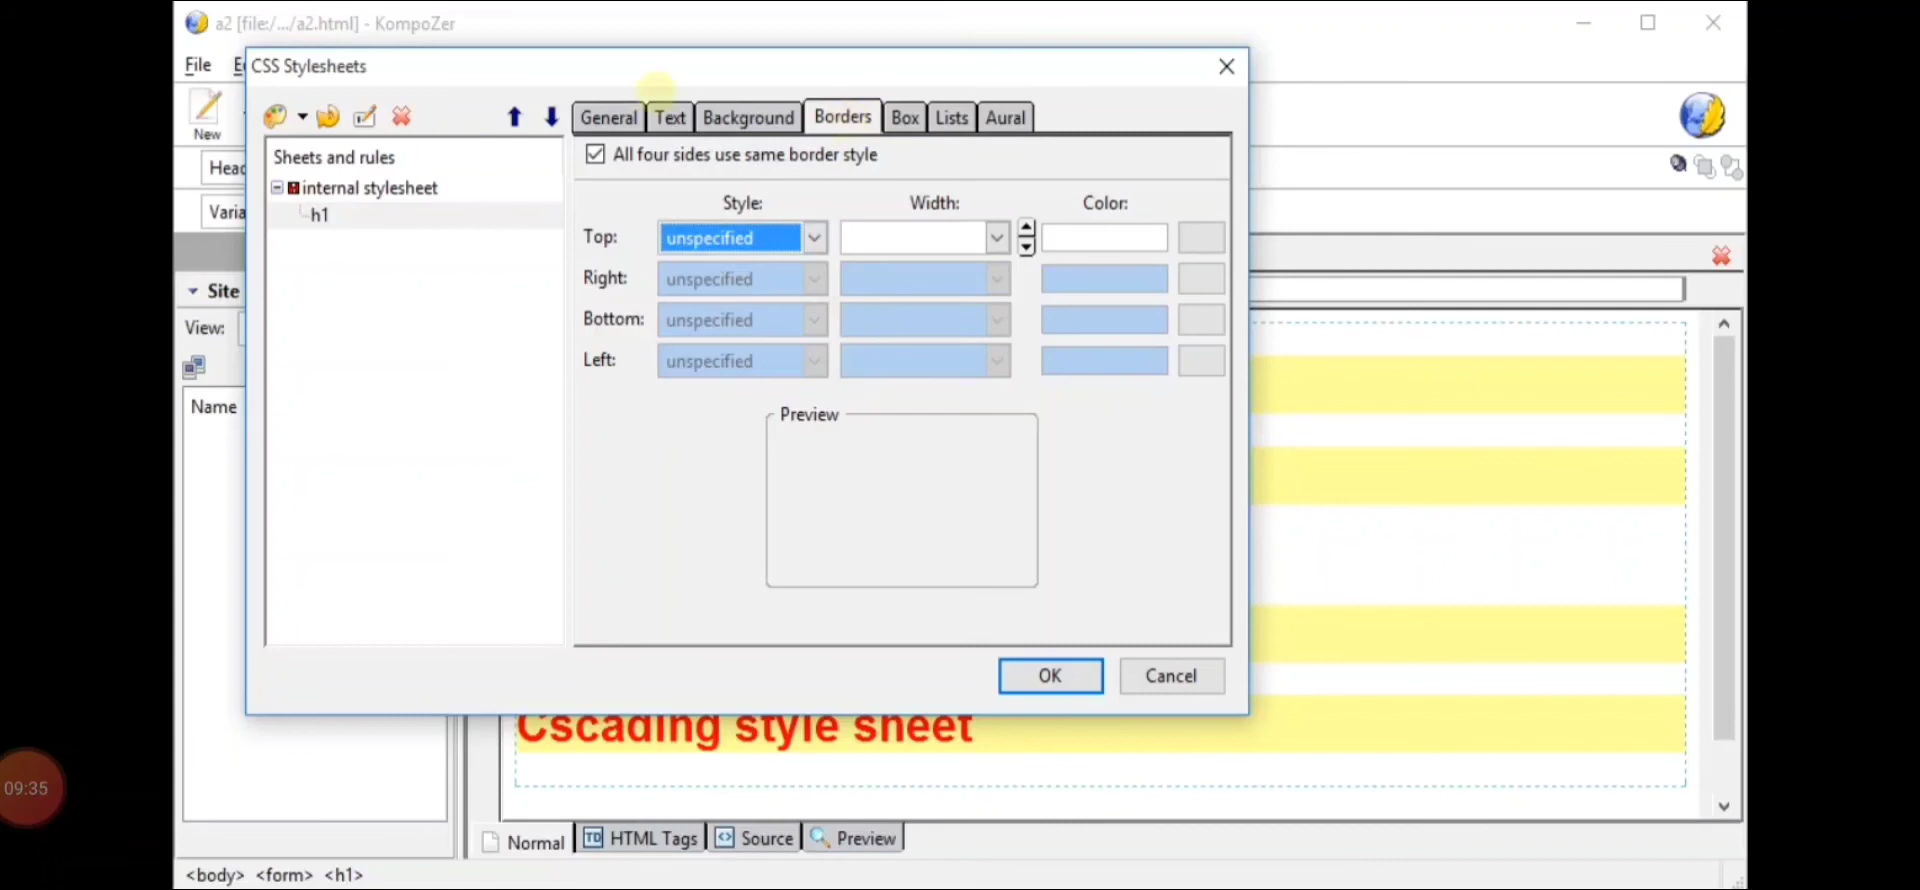 a2 [file:/.../a2.html] - KompoZer
File
CSS Stylesheets
New
General Text Background Borders Box Lists Aural
Sheets and rules
All four sides use same border style
internal stylesheet
h1
Style: Width: Color:
Top: unspecified
Right: unspecified
Bottom: unspecified
Left: unspecified
Site
View:
Name
Preview
OK Cancel
Cscading style sheet
09:35
Normal HTML Tags Source Preview
<body> <form> <h1>